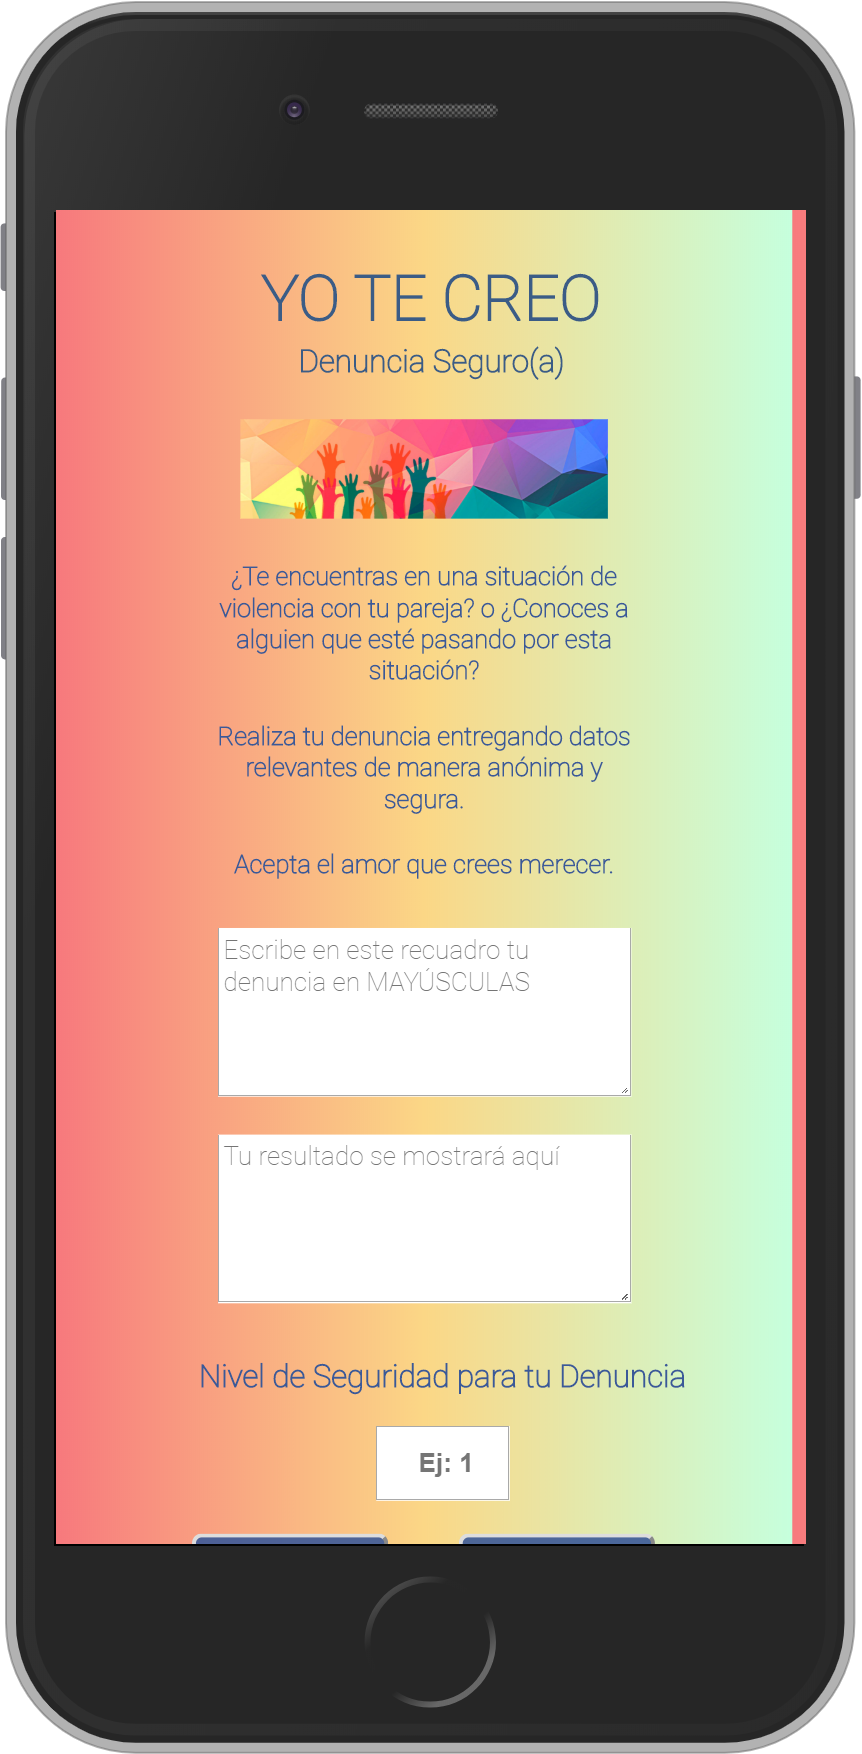 YO TE CREO
Denuncia Seguro(a)
¿Te encuentras en una situación de
violencia con tu pareja? o ¿Conoces a
alguien que esté pasando por esta
situación?
Realiza tu denuncia entregando datos
relevantes de manera anónima y
segura.
Acepta el amor que crees merecer.
Escribe en este recuadro tu
denuncia en MAYÚSCULAS
Tu resultado se mostrará aquí
Nivel de Seguridad para tu Denuncia
Ej: 1